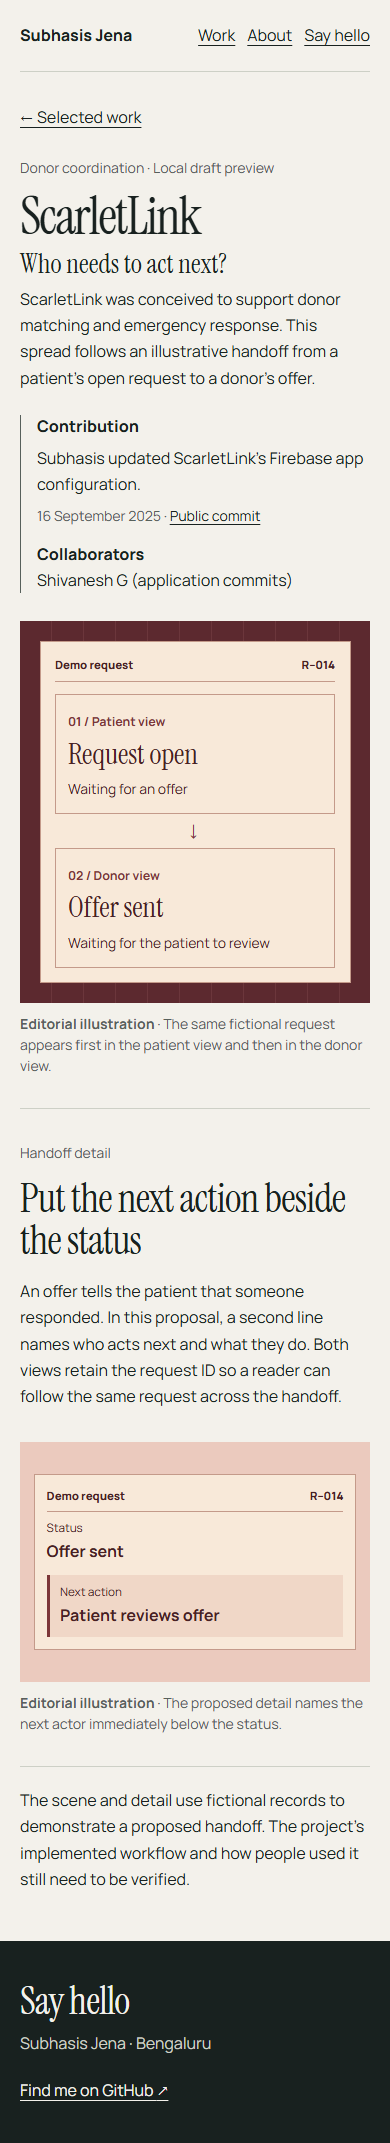 Subhasis Jena Work About Say hello
← Selected work
Donor coordination · Local draft preview
ScarletLink
Who needs to act next?
ScarletLink was conceived to support donor
matching and emergency response. This
spread follows an illustrative handoff from a
patient's open request to a donor's offer.
Contribution
Subhasis updated ScarletLink's Firebase app
configuration.
16 September 2025 · Public commit
Collaborators
Shivanesh G (application commits)
Demo request R-014
01 / Patient view
Request open
Waiting for an offer
↓
02 / Donor view
Offer sent
Waiting for the patient to review
Editorial illustration · The same fictional request
appears first in the patient view and then in the donor
view.
Handoff detail
Put the next action beside
the status
An offer tells the patient that someone
responded. In this proposal, a second line
names who acts next and what they do. Both
views retain the request ID so a reader can
follow the same request across the handoff.
Demo request R-014
Status
Offer sent
Next action
Patient reviews offer
Editorial illustration · The proposed detail names the
next actor immediately below the status.
The scene and detail use fictional records to
demonstrate a proposed handoff. The project's
implemented workflow and how people used it
still need to be verified.
Say hello
Subhasis Jena · Bengaluru
Find me on GitHub ↗